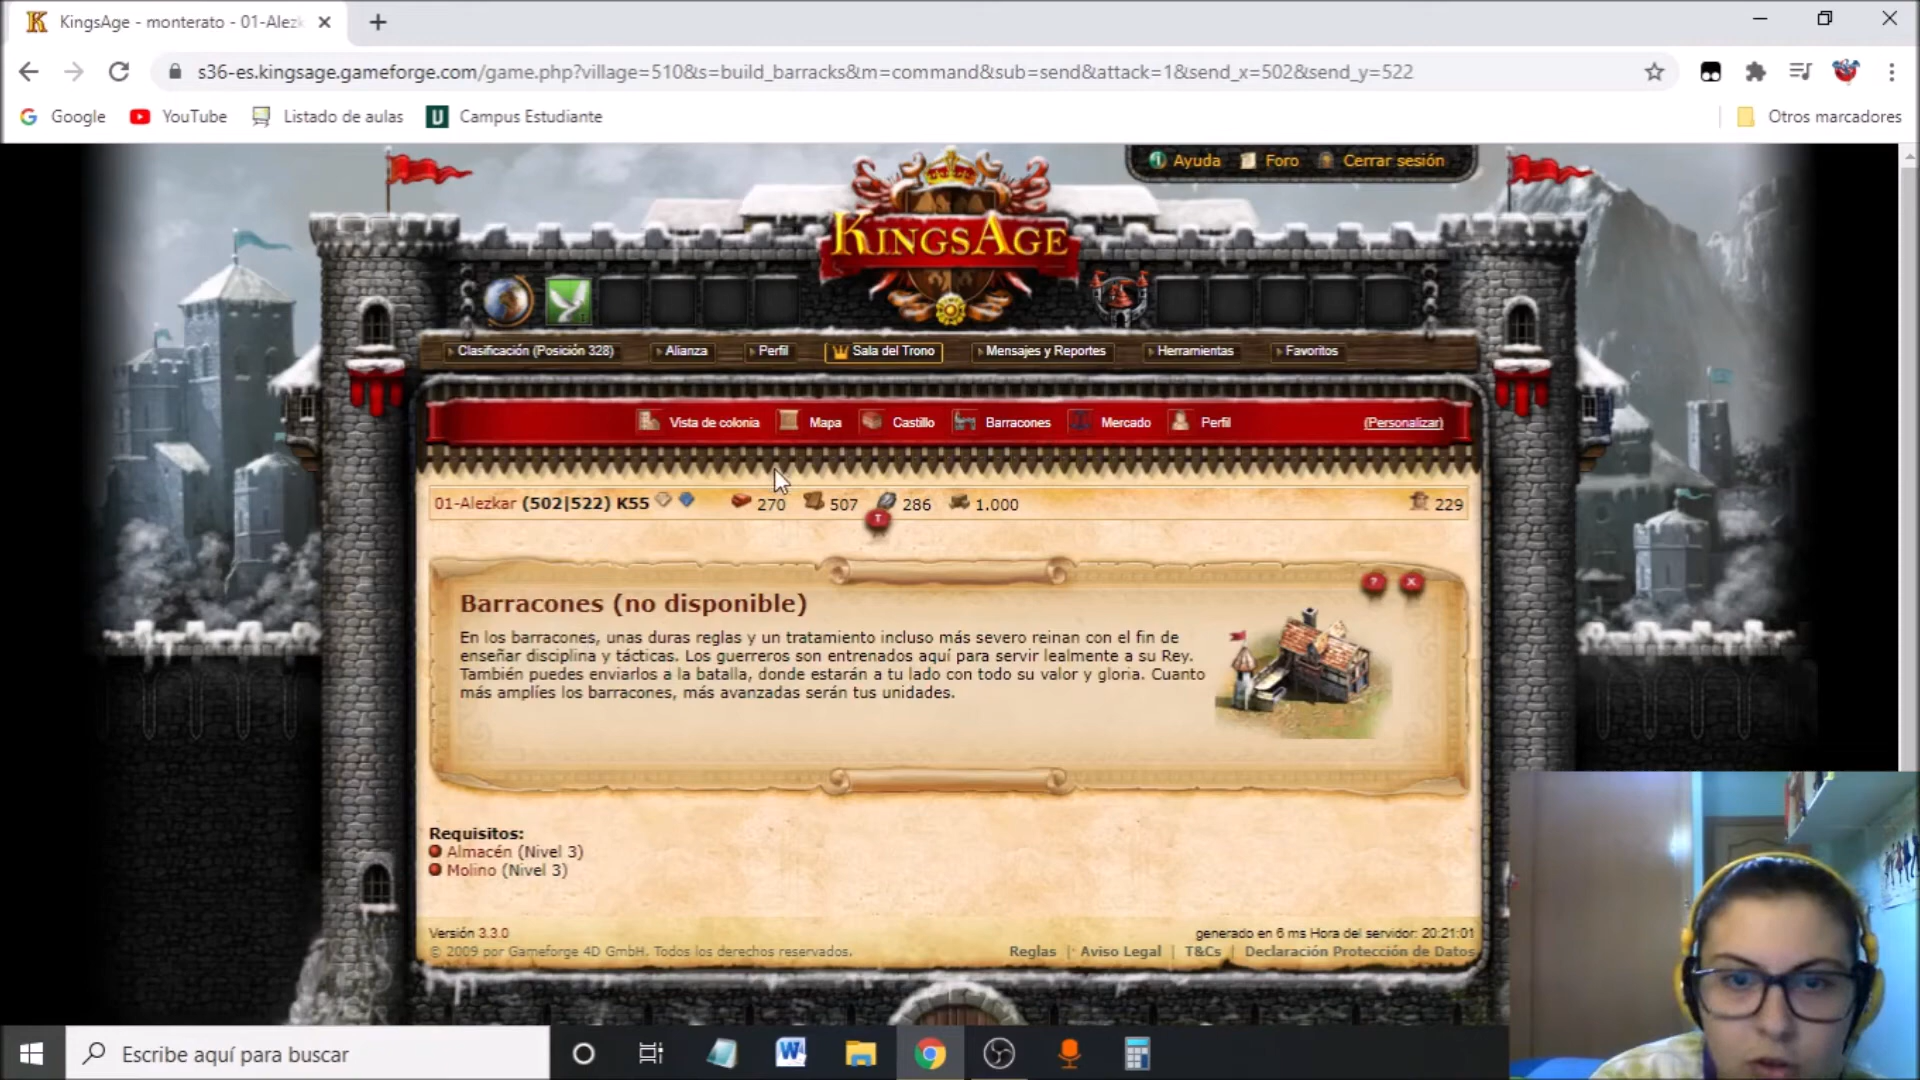 KingsAge - monterato - 01-Alezk
s36-es.kingsage.gameforge.com/game.php?village=510&s=build_barracks&m=command&sub=send&attack=1&send_x=502&send_y=522
Google YouTube Listado de aulas Campus Estudiante Otros marcadores
Ayuda Foro Cerrar sesión
KINGSAGE
Clasificación (Posición 328) Alianza Perfil Sala del Trono Mensajes y Reportes Herramientas Favoritos
Vista de colonia Mapa Castillo Barracones Mercado Perfil (Personalizar)
01-Alezkar (502|522) K55 270 507 286 1.000 229
T
? X
Barracones (no disponible)
En los barracones, unas duras reglas y un tratamiento incluso más severo reinan con el fin de
enseñar disciplina y tácticas. Los guerreros son entrenados aquí para servir lealmente a su Rey.
También puedes enviarlos a la batalla, donde estarán a tu lado con todo su valor y gloria. Cuanto
más amplíes los barracones, más avanzadas serán tus unidades.
Requisitos:
Almacén (Nivel 3)
Molino (Nivel 3)
Versión 3.3.0 generado en 6 ms Hora del servidor: 20:21:01
© 2009 por Gameforge 4D GmbH. Todos los derechos reservados. Reglas | Aviso Legal | T&Cs | Declaración Protección de Datos
Escribe aquí para buscar